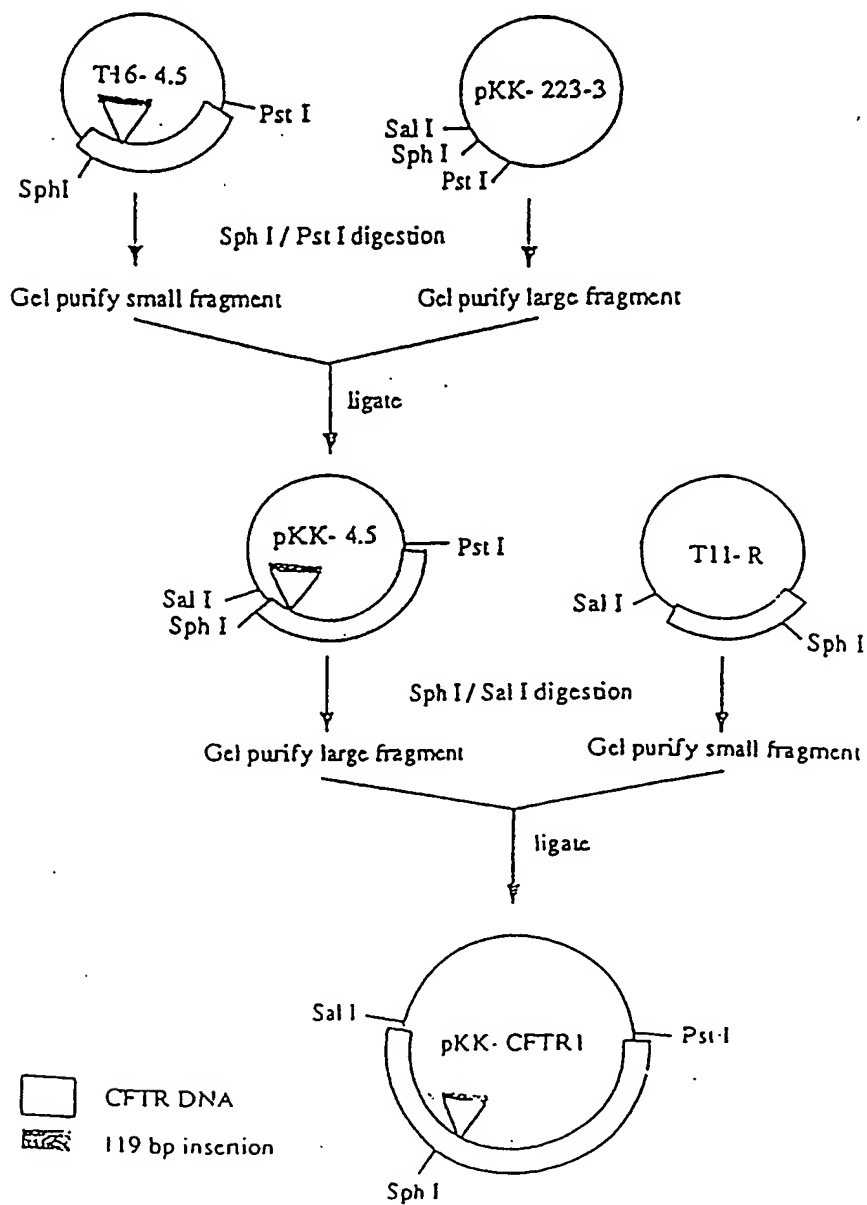 T16- 4.5
Pst I
SphI
pKK- 223-3
Sal I
Sph I
Pst I
Sph I / Pst I digestion
Gel purify small fragment
Gel purify large fragment
ligate
pKK- 4.5
Pst I
Sal I
Sph I
T11- R
Sal I
Sph I
Sph I / Sal I digestion
Gel purify large fragment
Gel purify small fragment
ligate
Sal I
pKK- CFTR1
Pst I
Sph I
CFTR DNA
119 bp insertion